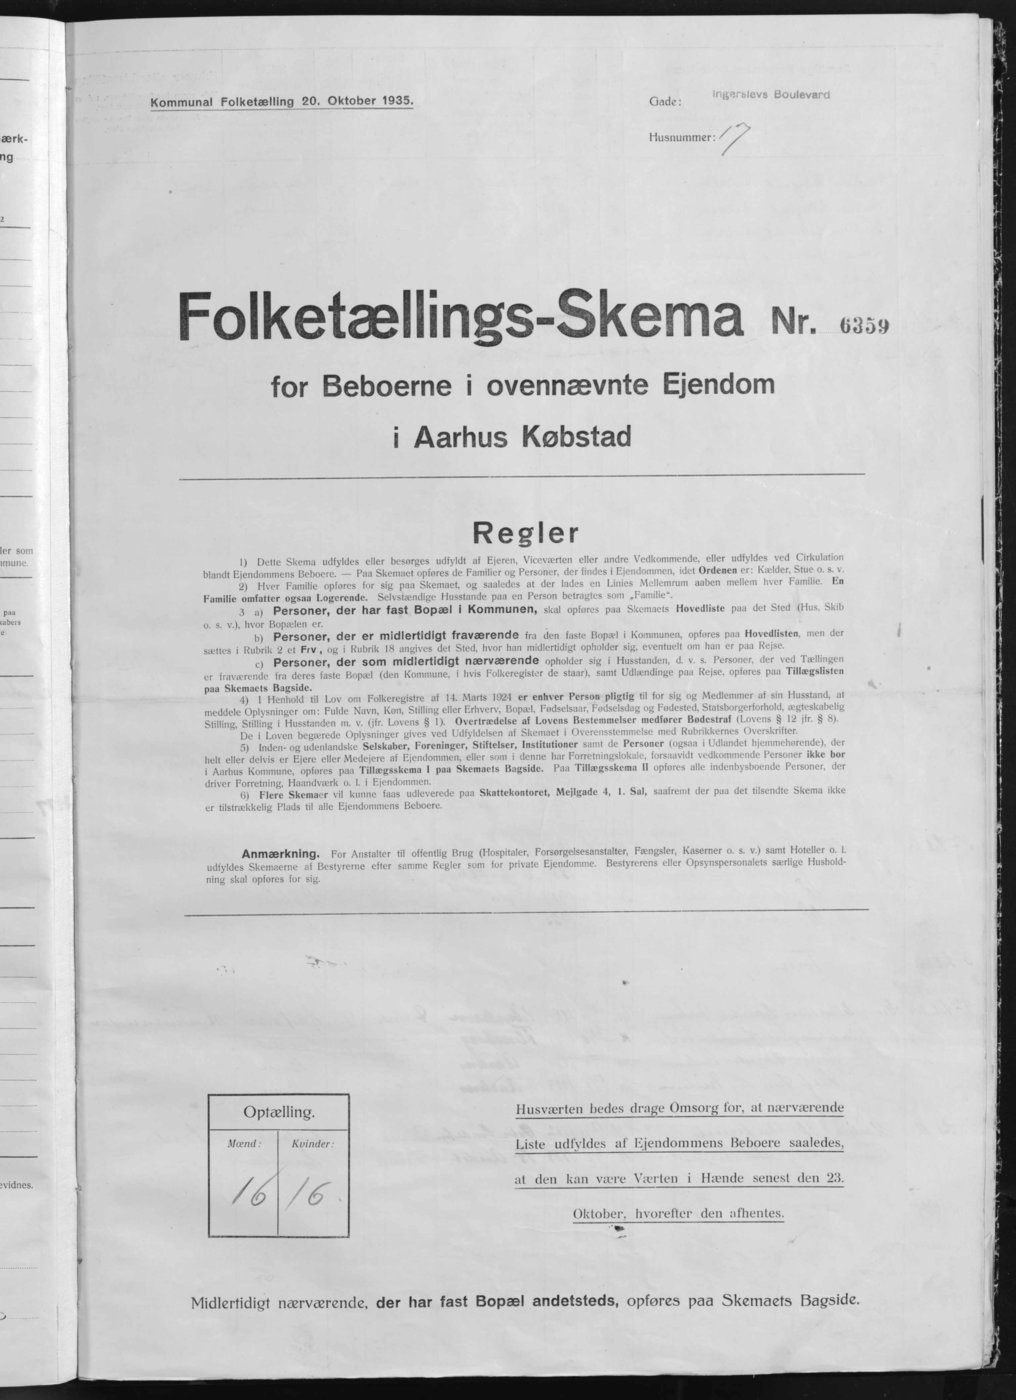 Kommunal Folketælling 20. Oktober 1935.
Gade: Ingerslevs Boulevard
Husnummer: 17
Folketællings-Skema Nr. 6359
for Beboerne i ovennævnte Ejendom
i Aarhus Købstad
Regler
1) Dette Skema udfyldes eller besørges udfyldt af Ejeren, Viceværten eller andre Vedkommende, eller udfyldes ved Cirkulation
blandt Ejendommens Beboere. — Paa Skemaet opføres de Familier og Personer, der findes i Ejendommen, idet Ordenen er: Kælder, Stue o. s. v.
2) Hver Familie opføres for sig paa Skemaet, og saaledes at der lades en Linies Mellemrum aaben mellem hver Familie. En
Familie omfatter ogsaa Logerende. Selvstændige Husstande paa en Person betragtes som „Familie“.
3 a) Personer, der har fast Bopæl i Kommunen, skal opføres paa Skemaets Hovedliste paa det Sted (Hus, Skib
o. s. v.), hvor Bopælen er.
b) Personer, der er midlertidigt fraværende fra den faste Bopæl i Kommunen, opføres paa Hovedlisten, men der
sættes i Rubrik 2 et Frv, og i Rubrik 18 angives det Sted, hvor han midlertidigt opholder sig, eventuelt om han er paa Rejse.
c) Personer, der som midlertidigt nærværende opholder sig i Husstanden, d. v. s. Personer, der ved Tællingen
er fraværende fra deres faste Bopæl (den Kommune, i hvis Folkeregister de staar), samt Udlændinge paa Rejse, opføres paa Tillægslisten
paa Skemaets Bagside.
4) I Henhold til Lov om Folkeregistre af 14. Marts 1924 er enhver Person pligtig til for sig og Medlemmer af sin Husstand, at
meddele Oplysninger om: Fulde Navn, Køn, Stilling eller Erhverv, Bopæl, Fødselsaar, Fødselsdag og Fødested, Statsborgerforhold, ægteskabelig
Stilling, Stilling i Husstanden m. v. (jfr. Lovens § 1). Overtrædelse af Lovens Bestemmelser medfører Bødestraf (Lovens § 12 jfr. § 8).
De i Loven begærede Oplysninger gives ved Udfyldelsen af Skemaet i Overensstemmelse med Rubrikkernes Overskrifter.
5) Inden- og udenlandske Selskaber, Foreninger, Stiftelser, Institutioner samt de Personer (ogsaa i Udlandet hjemmehørende), der
helt eller delvis er Ejere eller Medejere af Ejendommen, eller som i denne har Forretningslokale, forsaavidt vedkommende Personer ikke bor
i Aarhus Kommune, opføres paa Tillægsskema I paa Skemaets Bagside. Paa Tillægsskema II opføres alle indenbysboende Personer, der
driver Forretning, Haandværk o. l. i Ejendommen.
6) Flere Skemaer vil kunne faas udleverede paa Skattekontoret, Mejlgade 4, 1. Sal, saafremt der paa det tilsendte Skema ikke
er tilstrækkelig Plads til alle Ejendommens Beboere.
Anmærkning. For Anstalter til offentlig Brug (Hospitaler, Forsørgelsesanstalter, Fængsler, Kaserner o. s. v.) samt Hoteller o. l.
udfyldes Skemaerne af Bestyrerne efter samme Regler som for private Ejendomme. Bestyrerens eller Opsynspersonalets særlige Hushold-
ning skal opføres for sig.
Optælling.
Mænd: Kvinder:
16 16
Husværten bedes drage Omsorg for, at nærværende
Liste udfyldes af Ejendommens Beboere saaledes,
at den kan være Værten i Hænde senest den 23.
Oktober, hvorefter den afhentes.
Midlertidigt nærværende, der har fast Bopæl andetsteds, opføres paa Skemaets Bagside.